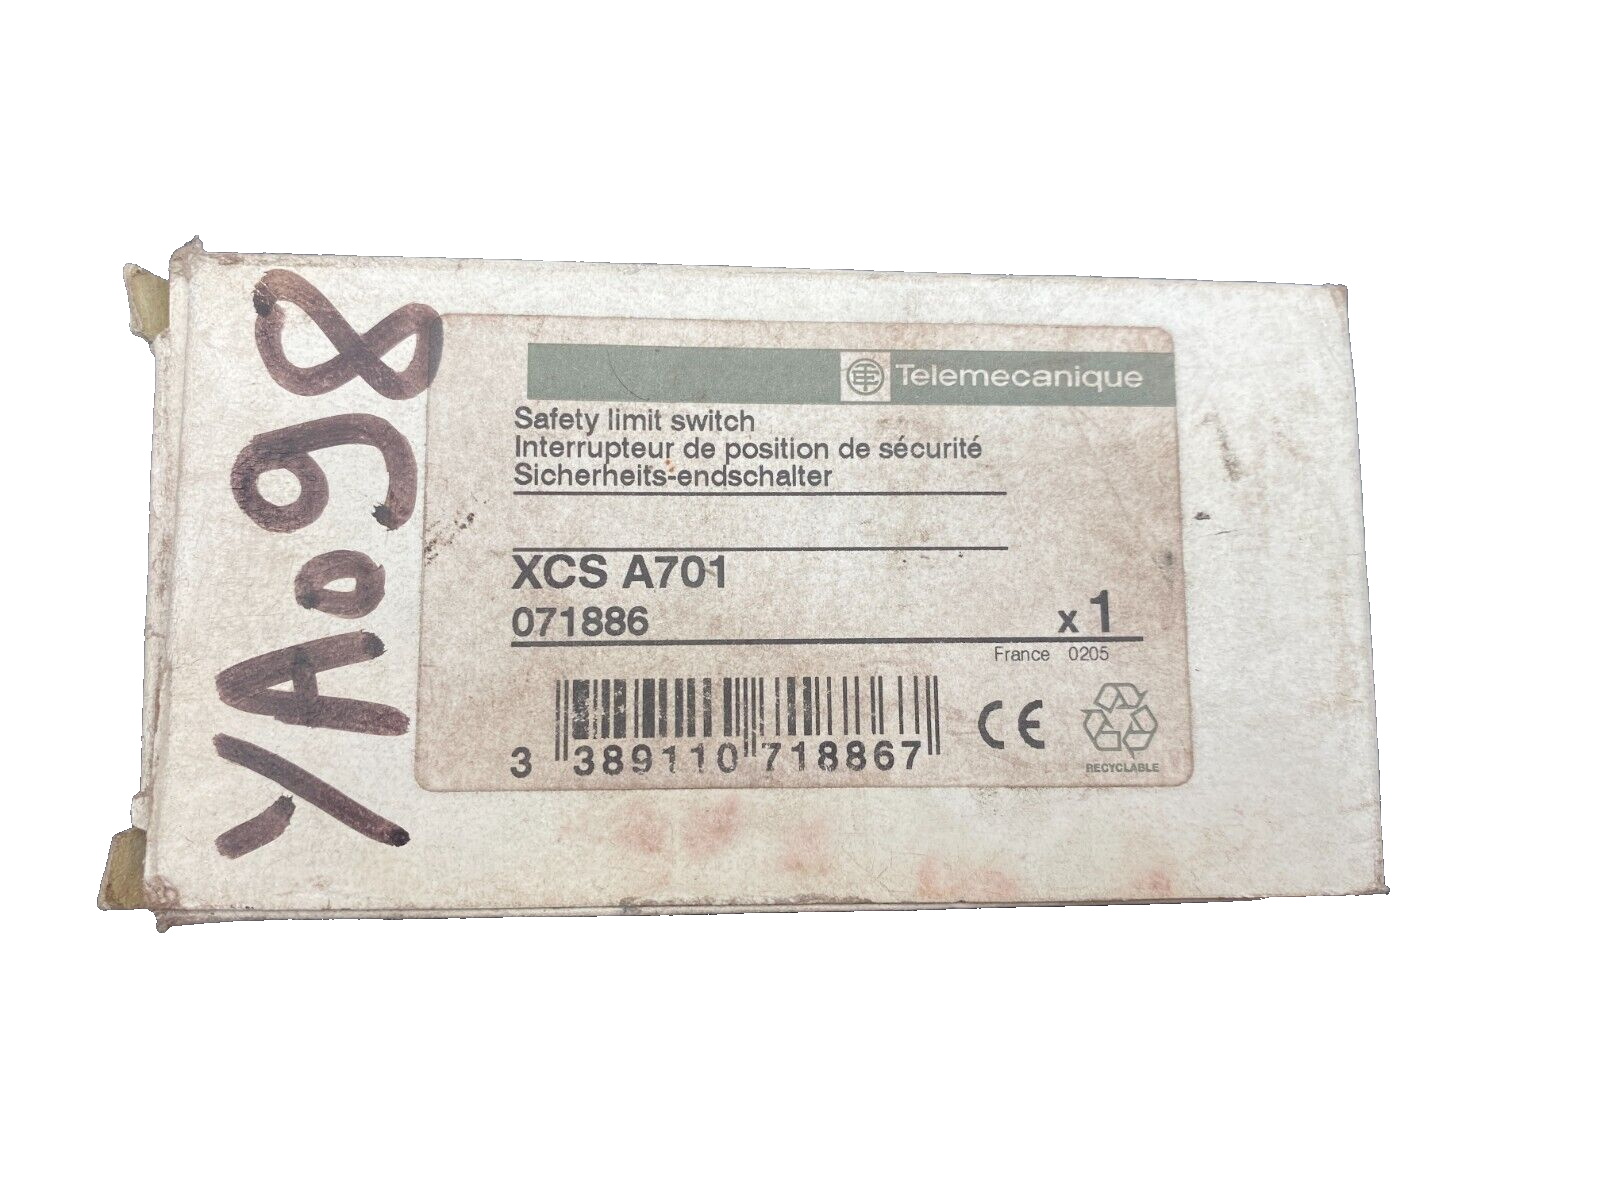 YA098
Telemecanique
Safety limit switch
Interrupteur de position de sécurité
Sicherheits-endschalter
XCS A701
071886
x 1
France 0205
3 389110 718867
CE
RECYCLABLE